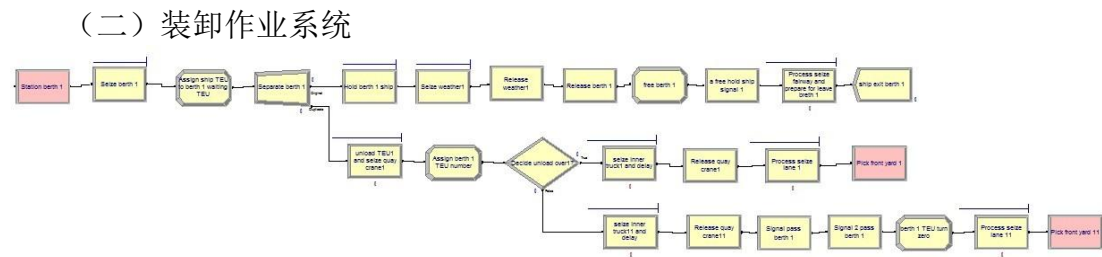 （二）装卸作业系统
Station berth 1
Seize berth 1
Assign ship TEU
to berth 1 waiting
TEU
Separate berth 1
Original
Duplicate
Hold berth 1 ship
Seize weather1
Release
weather1
Release berth 1
free berth 1
a free hold ship
signal 1
Process seize
fairway and
prepare for leave
breth 1
ship exit berth 1
unload TEU1
and seize quay
crane1
Assign berth 1
TEU number
Decide unload over1?
True
False
seize inner
truck1 and delay
Release quay
crane1
Process seize
lane 1
Pick front yard 1
seize inner
truck11 and
delay
Release quay
crane11
Signal pass
berth 1
Signal 2 pass
berth 1
berth 1 TEU turn
zero
Process seize
lane 11
Pick front yard 11